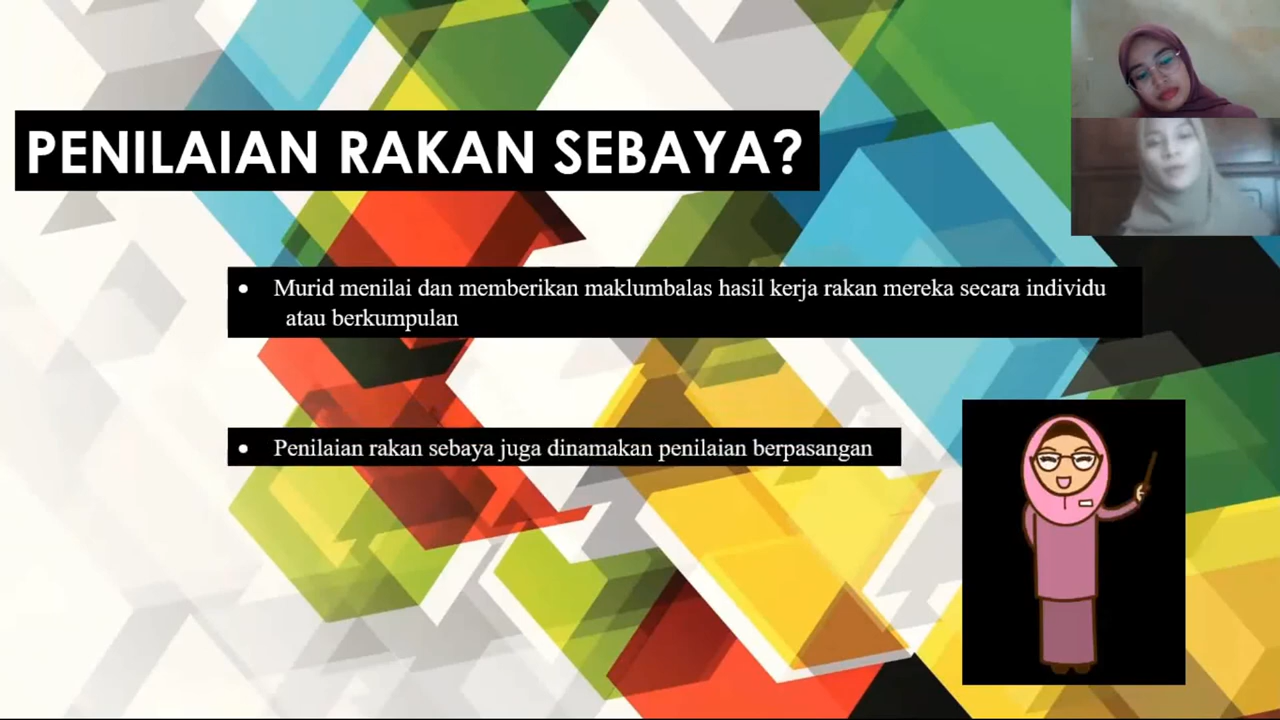 PENILAIAN RAKAN SEBAYA?
• Murid menilai dan memberikan maklumbalas hasil kerja rakan mereka secara individu
atau berkumpulan
• Penilaian rakan sebaya juga dinamakan penilaian berpasangan